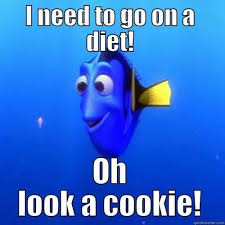 I need to go on a
diet!
Oh
look a cookie!